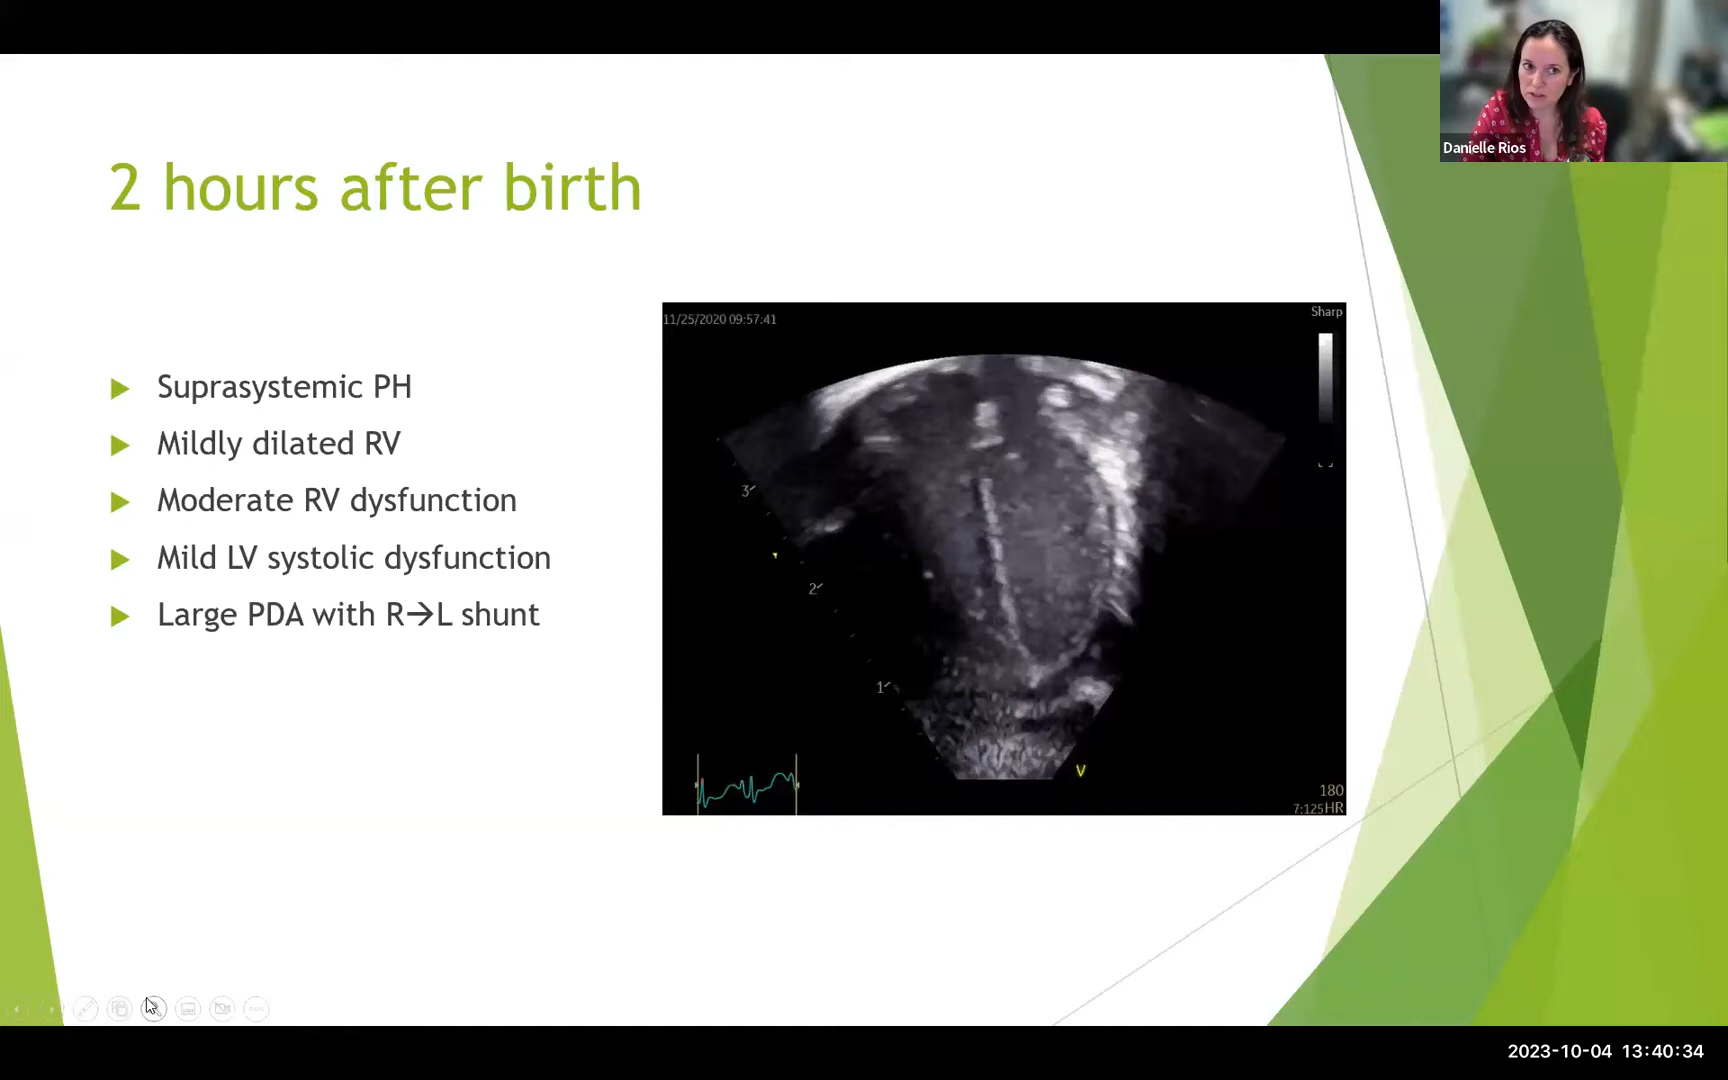 Danielle Rios
2 hours after birth
Suprasystemic PH
Mildly dilated RV
Moderate RV dysfunction
Mild LV systolic dysfunction
Large PDA with R→L shunt
11/25/2020 09:57:41
Sharp
3
2
1
V
180
7:125HR
2023-10-04 13:40:34